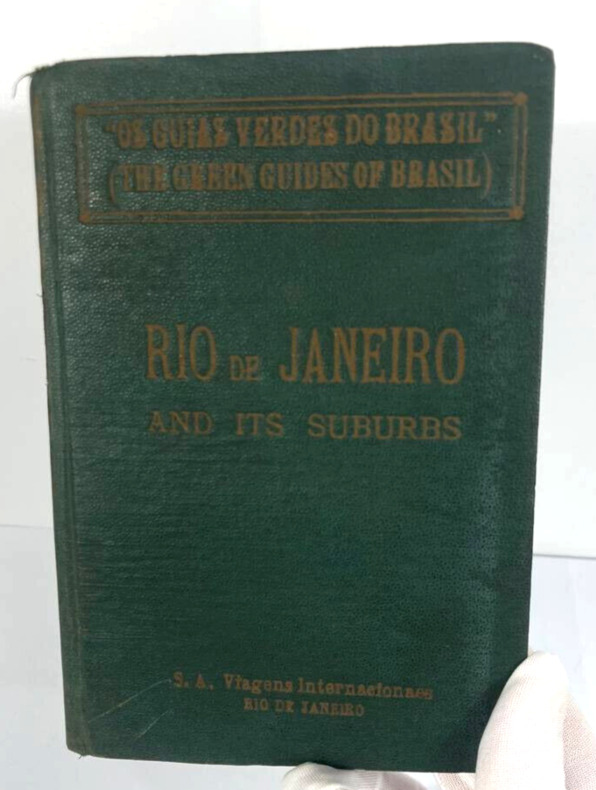 "OS GUIAS VERDES DO BRASIL"
(THE GREEN GUIDES OF BRASIL)
RIO DE JANEIRO
AND ITS SUBURBS
S. A. Viagens Internacionaes
RIO DE JANEIRO